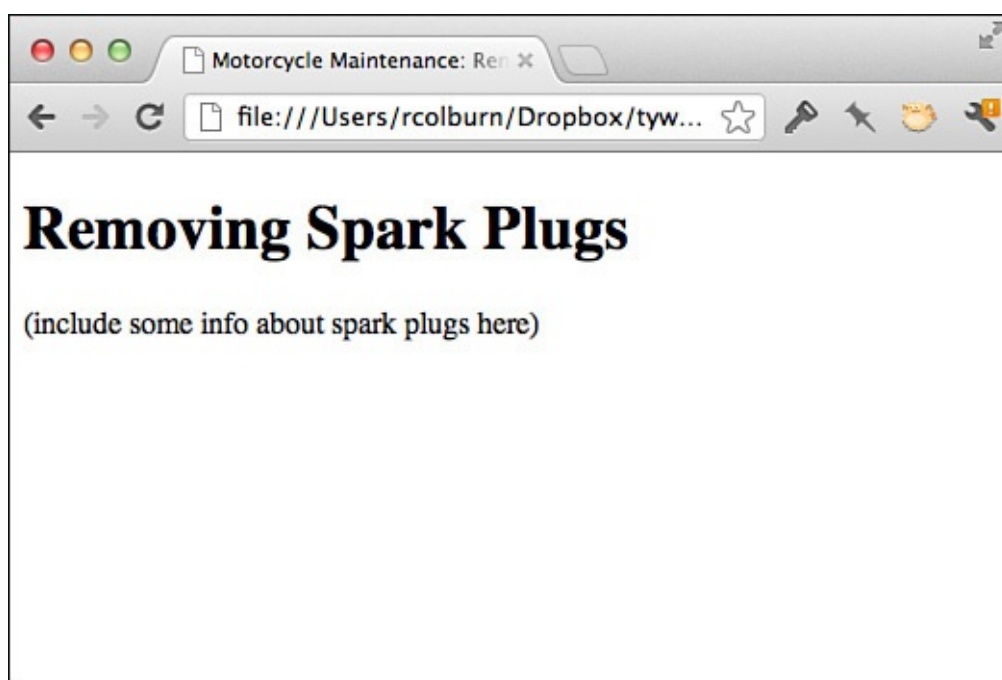 Motorcycle Maintenance: Ren
file:///Users/rcolburn/Dropbox/tyw...
Removing Spark Plugs
(include some info about spark plugs here)